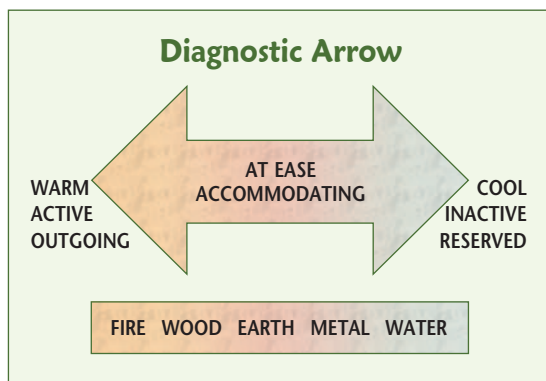 Diagnostic Arrow
WARM
ACTIVE
OUTGOING
AT EASE
ACCOMMODATING
COOL
INACTIVE
RESERVED
FIRE WOOD EARTH METAL WATER